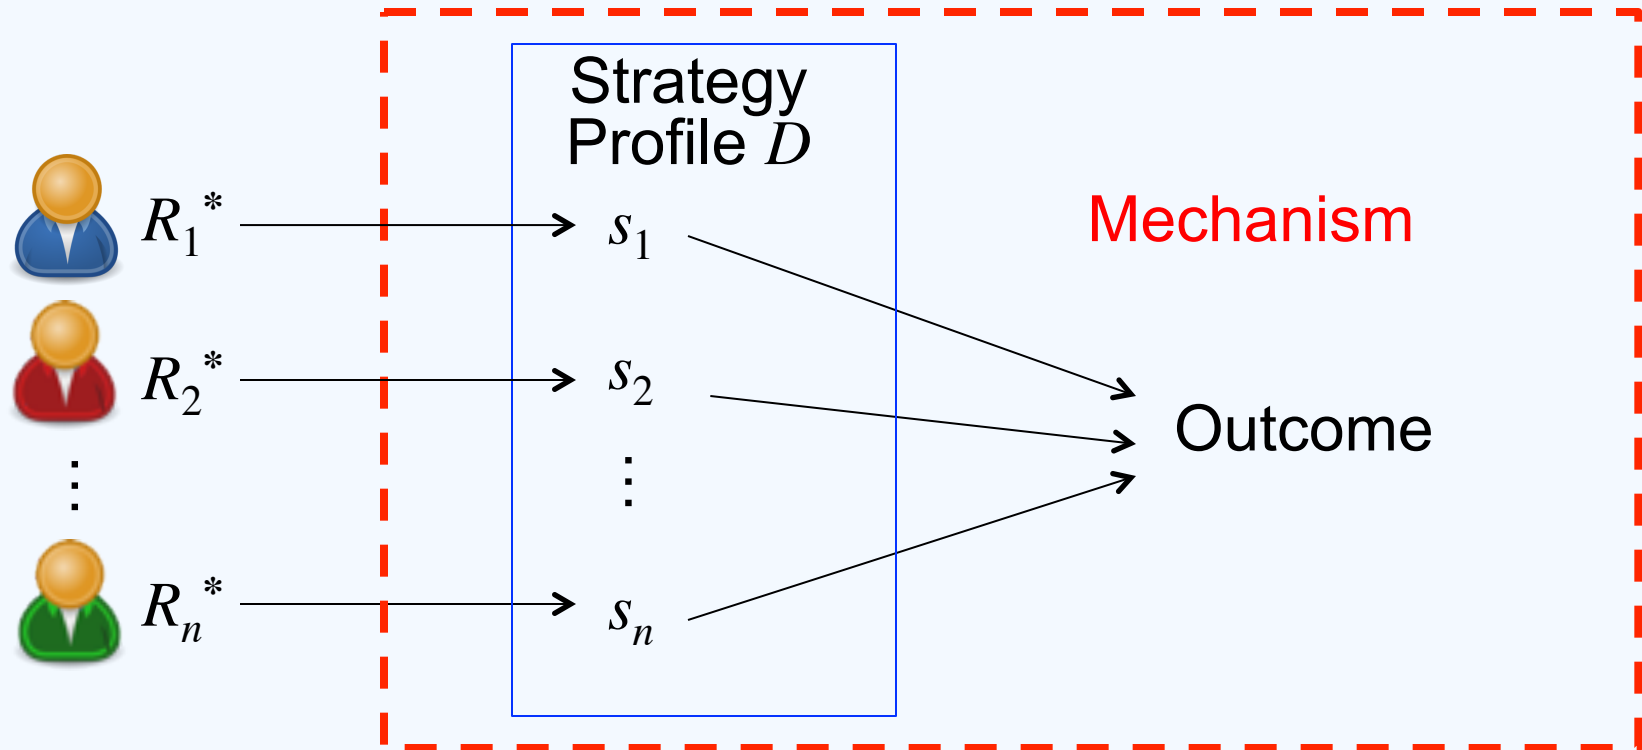 Strategy
Profile D
R₁* s₁ Mechanism
R₂* s₂
Outcome
⋮ ⋮
Rₙ* sₙ